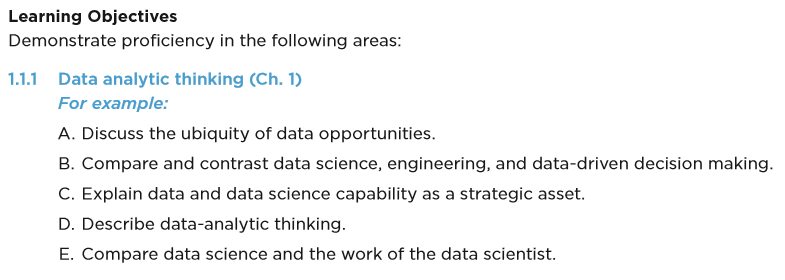 Learning Objectives
Demonstrate proficiency in the following areas:
1.1.1 Data analytic thinking (Ch. 1)
For example:
A. Discuss the ubiquity of data opportunities.
B. Compare and contrast data science, engineering, and data-driven decision making.
C. Explain data and data science capability as a strategic asset.
D. Describe data-analytic thinking.
E. Compare data science and the work of the data scientist.